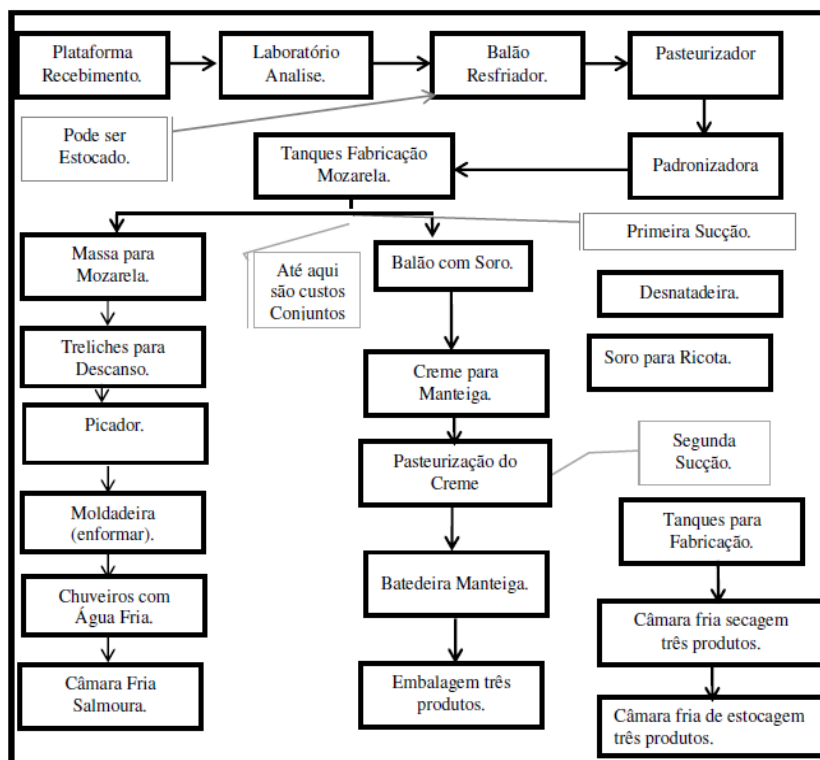 Plataforma
Recebimento.
Laboratório
Analise.
Balão
Resfriador.
Pasteurizador
Pode ser
Estocado.
Tanques Fabricação
Mozarela.
Padronizadora
Primeira Sucção.
Massa para
Mozarela.
Até aqui
são custos
Conjuntos
Balão com Soro.
Desnatadeira.
Treliches para
Descanso.
Creme para
Manteiga.
Soro para Ricota.
Picador.
Pasteurização do
Creme
Segunda
Sucção.
Moldadeira
(enformar).
Tanques para
Fabricação.
Chuveiros com
Água Fria.
Batedeira Manteiga.
Câmara fria secagem
três produtos.
Câmara Fria
Salmoura.
Embalagem três
produtos.
Câmara fria de estocagem
três produtos.